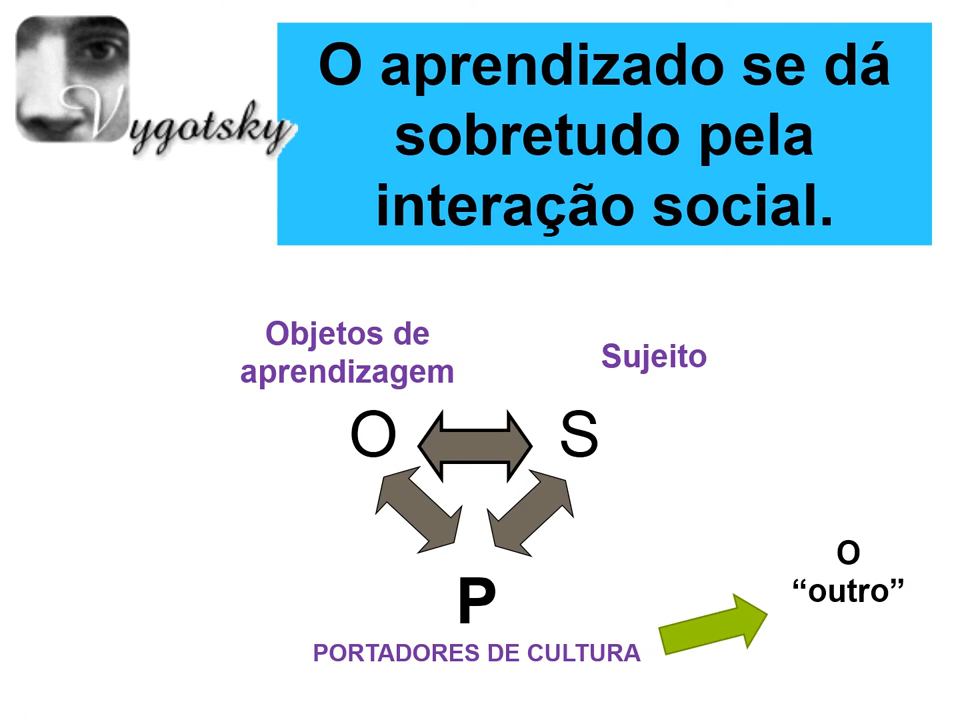 Vygotsky
O aprendizado se dá
sobretudo pela
interação social.
Objetos de
aprendizagem
Sujeito
O
S
P
PORTADORES DE CULTURA
O
“outro”